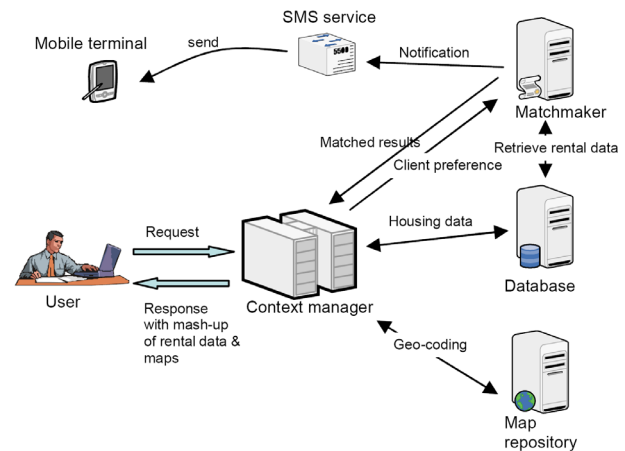 SMS service
Mobile terminal
send
5500
Notification
Matchmaker
Matched results
Client preference
Retrieve rental data
Request
Housing data
User
Response
with mash-up
of rental data &
maps
Context manager
Database
Geo-coding
Map
repository